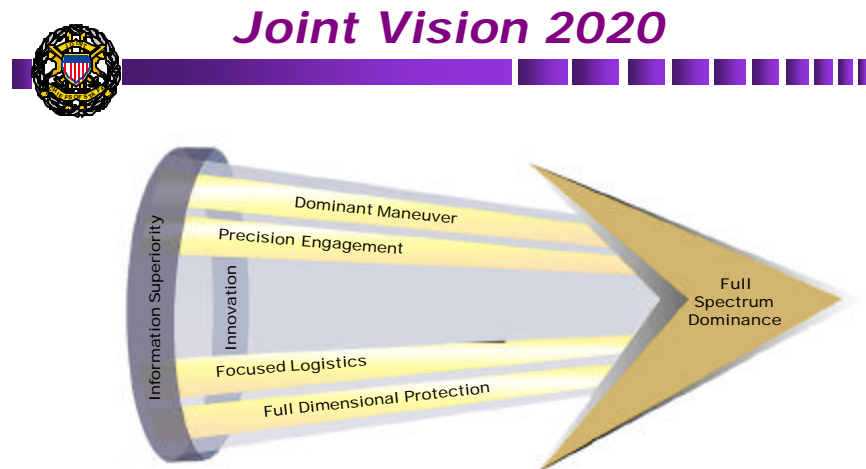 Joint Vision 2020
Information Superiority
Innovation
Dominant Maneuver
Precision Engagement
Focused Logistics
Full Dimensional Protection
Full
Spectrum
Dominance